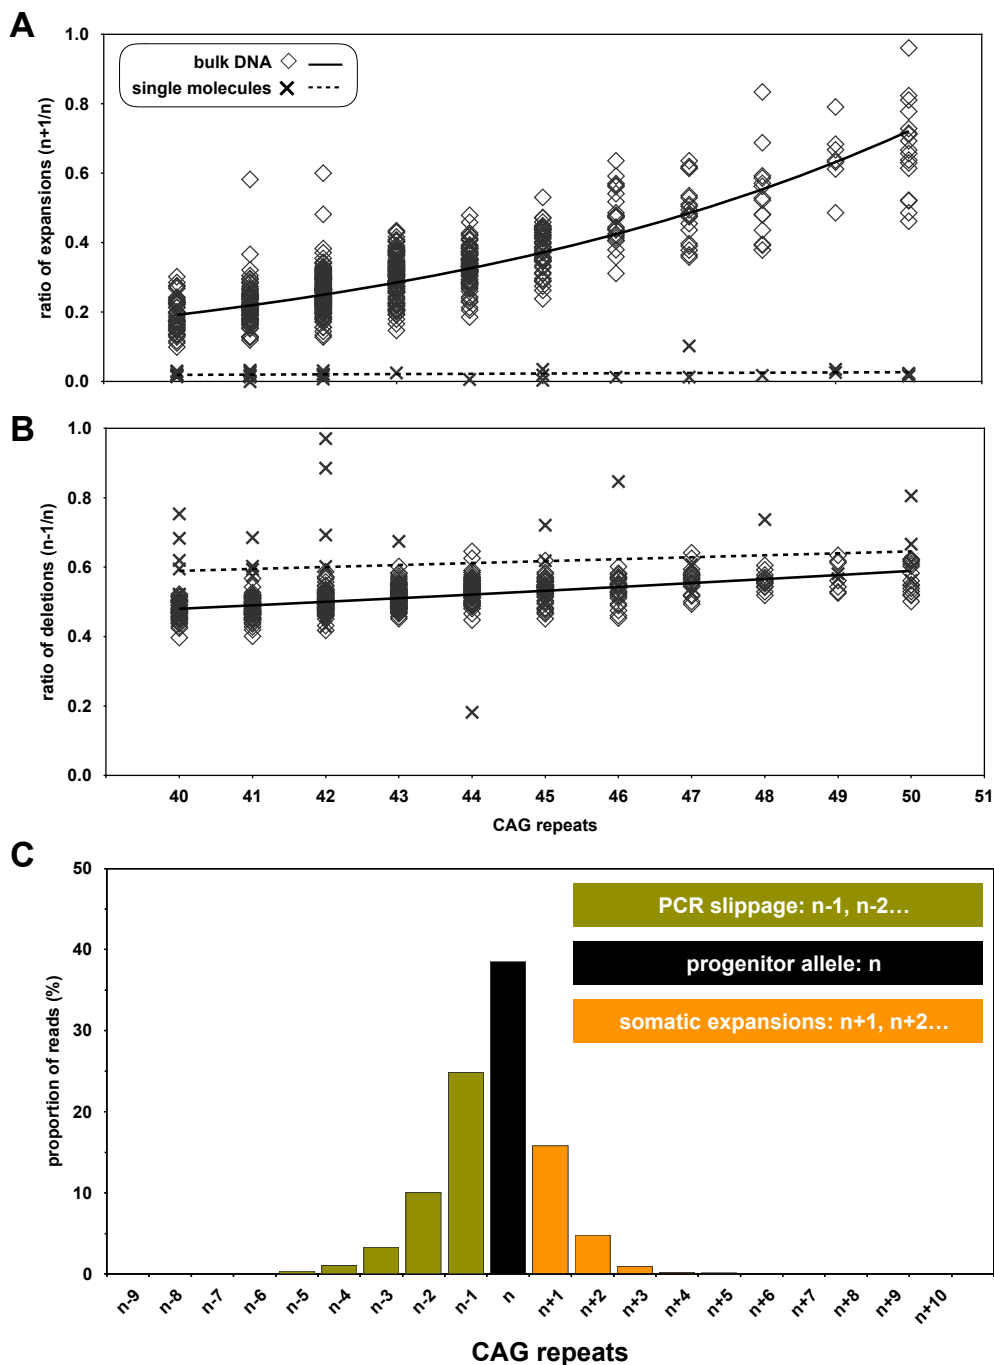 A
ratio of expansions (n+1/n)
1.0
0.8
0.6
0.4
0.2
0.0
bulk DNA
single molecules
B
ratio of deletions (n-1/n)
1.0
0.8
0.6
0.4
0.2
0.0
40 41 42 43 44 45 46 47 48 49 50 51
CAG repeats
C
proportion of reads (%)
50
40
30
20
10
0
PCR slippage: n-1, n-2...
progenitor allele: n
somatic expansions: n+1, n+2...
n-9 n-8 n-7 n-6 n-5 n-4 n-3 n-2 n-1 n n+1 n+2 n+3 n+4 n+5 n+6 n+7 n+8 n+9 n+10
CAG repeats